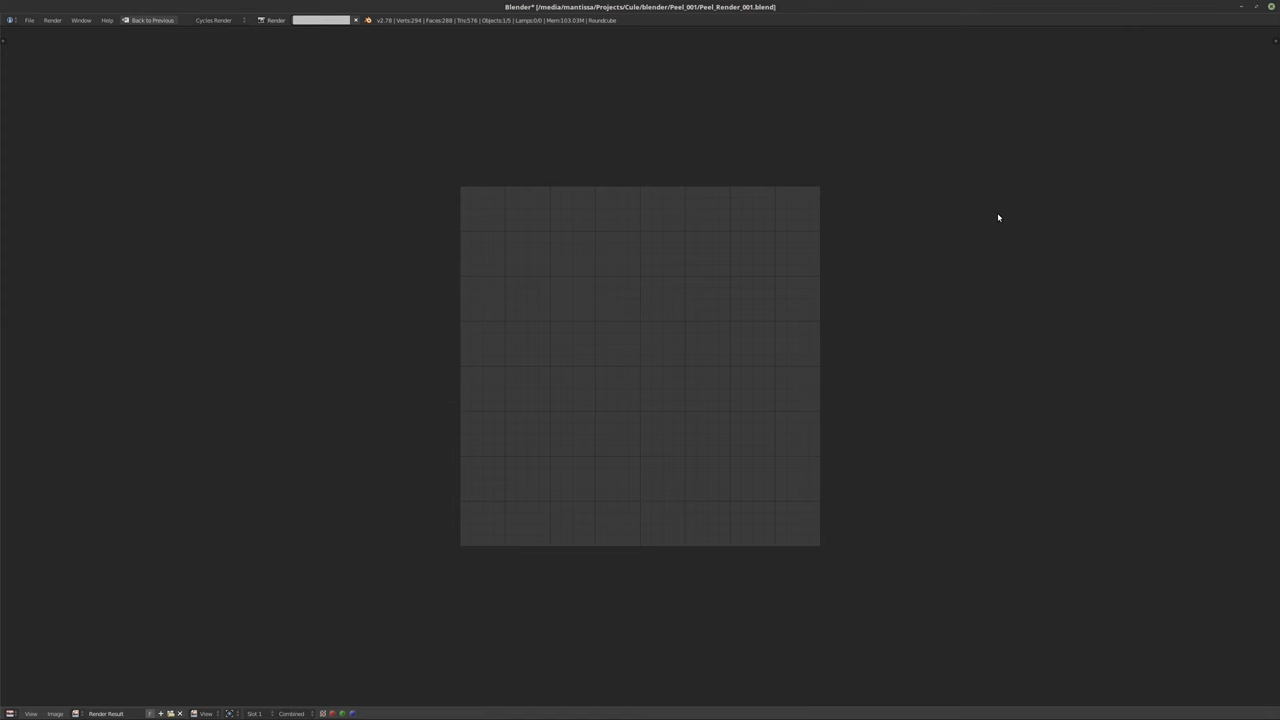 Blender* [/media/mantissa/Projects/Cule/blender/Peel_001/Peel_Render_001.blend]
File Render Window Help Back to Previous Cycles Render Render v2.78 | Verts:294 | Faces:288 | Tris:576 | Objects:1/5 | Lamps:0/0 | Mem:103.03M | Roundcube
View Image Render Result F View Slot 1 Combined